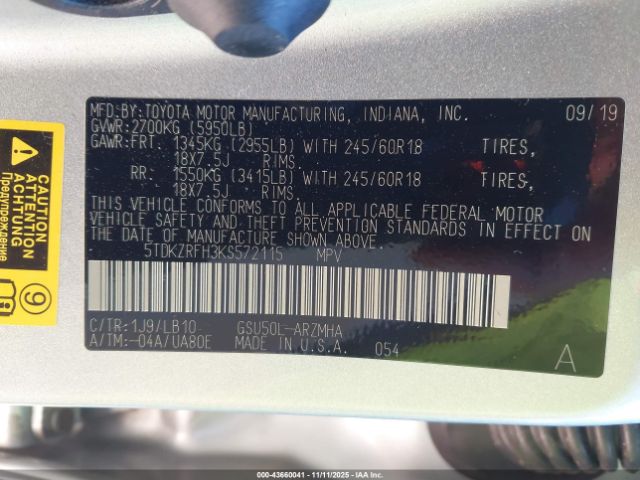 MFD.BY:TOYOTA MOTOR MANUFACTURING, INDIANA, INC. 09/19
GVWR:2700KG (5950LB)
GAWR:FRT. 1345KG (2955LB) WITH 245/60R18 TIRES,
18X7.5J RIMS.
RR. 1550KG (3415LB) WITH 245/60R18 TIRES,
18X7.5J RIMS.
THIS VEHICLE CONFORMS TO ALL APPLICABLE FEDERAL MOTOR
VEHICLE SAFETY AND THEFT PREVENTION STANDARDS IN EFFECT ON
THE DATE OF MANUFACTURE SHOWN ABOVE.
5TDKZRFH3KS572115 MPV
C/TR:1J9/LB10 GSU50L-ARZMHA
A/TM:-04A/UA80E MADE IN U.S.A. 054
A
CAUTION
ATTENTION
ACHTUNG
Предупреждение
9
000-43660041 - 11/11/2025 - IAAI Inc.